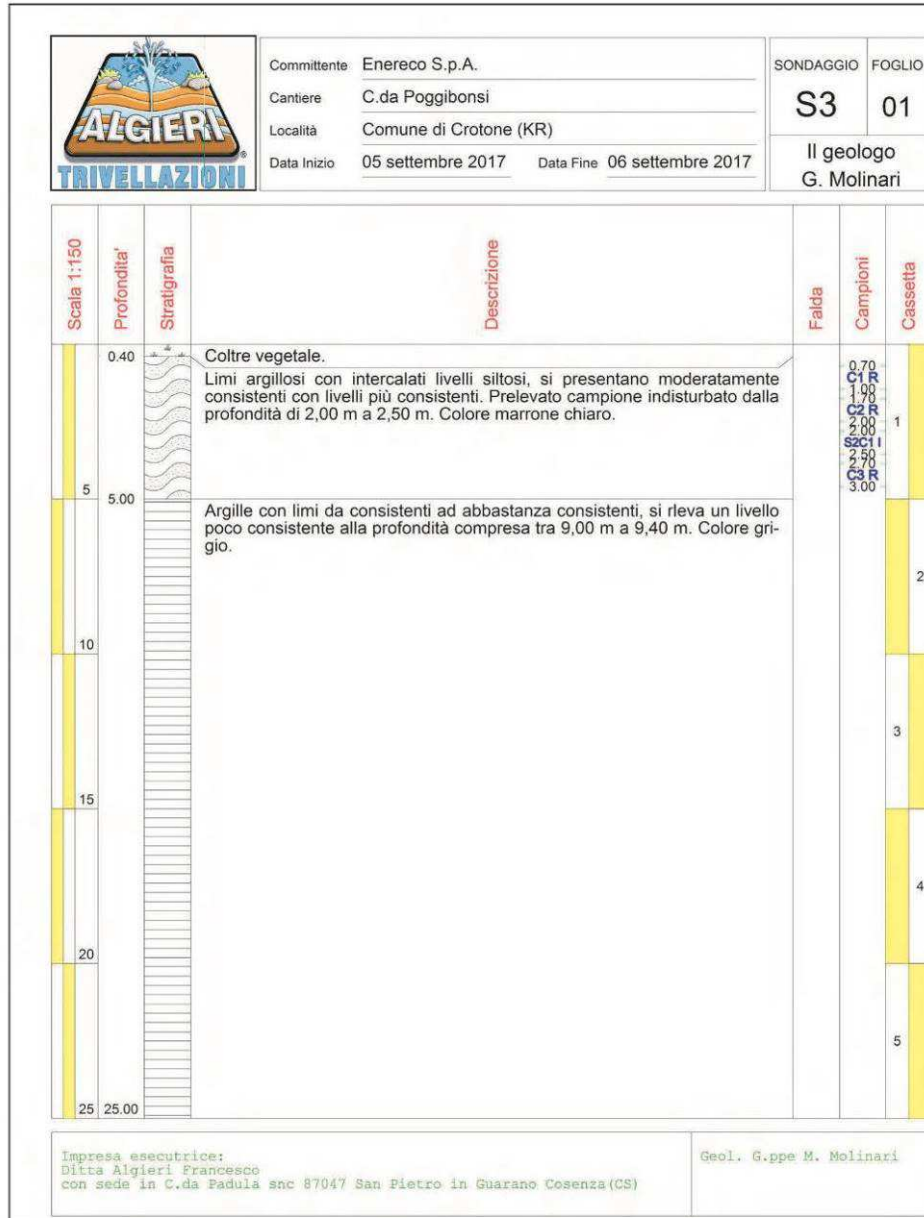 ALGIERI
®
TRIVELLAZIONI
Committente Enereco S.p.A.
Cantiere C.da Poggibonsi
Località Comune di Crotone (KR)
Data Inizio 05 settembre 2017 Data Fine 06 settembre 2017
SONDAGGIO FOGLIO
S3 01
Il geologo
G. Molinari
Scala 1:150
Profondita'
Stratigrafia
Descrizione
Falda
Campioni
Cassetta
0.40
Coltre vegetale.
Limi argillosi con intercalati livelli siltosi, si presentano moderatamente
consistenti con livelli più consistenti. Prelevato campione indisturbato dalla
profondità di 2,00 m a 2,50 m. Colore marrone chiaro.
0.70
C1 R
1.00
1.70
C2 R
2.00
2.00
S2C1 I
2.50
2.70
C3 R
3.00
1
5 5.00
Argille con limi da consistenti ad abbastanza consistenti, si rleva un livello
poco consistente alla profondità compresa tra 9,00 m a 9,40 m. Colore gri-
gio.
2
10
3
15
4
20
5
25 25.00
Impresa esecutrice:
Ditta Algieri Francesco
con sede in C.da Padula snc 87047 San Pietro in Guarano Cosenza(CS)
Geol. G.ppe M. Molinari